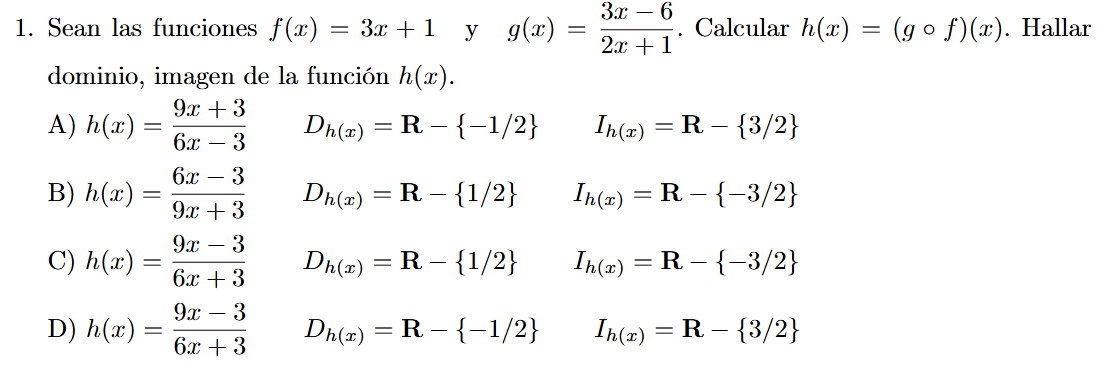 1. Sean las funciones f(x) = 3x + 1 y g(x) = (3x − 6)/(2x + 1). Calcular h(x) = (g ∘ f)(x). Hallar
dominio, imagen de la función h(x).
A) h(x) = (9x + 3)/(6x − 3) D_{h(x)} = R − {−1/2} I_{h(x)} = R − {3/2}
B) h(x) = (6x − 3)/(9x + 3) D_{h(x)} = R − {1/2} I_{h(x)} = R − {−3/2}
C) h(x) = (9x − 3)/(6x + 3) D_{h(x)} = R − {1/2} I_{h(x)} = R − {−3/2}
D) h(x) = (9x − 3)/(6x + 3) D_{h(x)} = R − {−1/2} I_{h(x)} = R − {3/2}